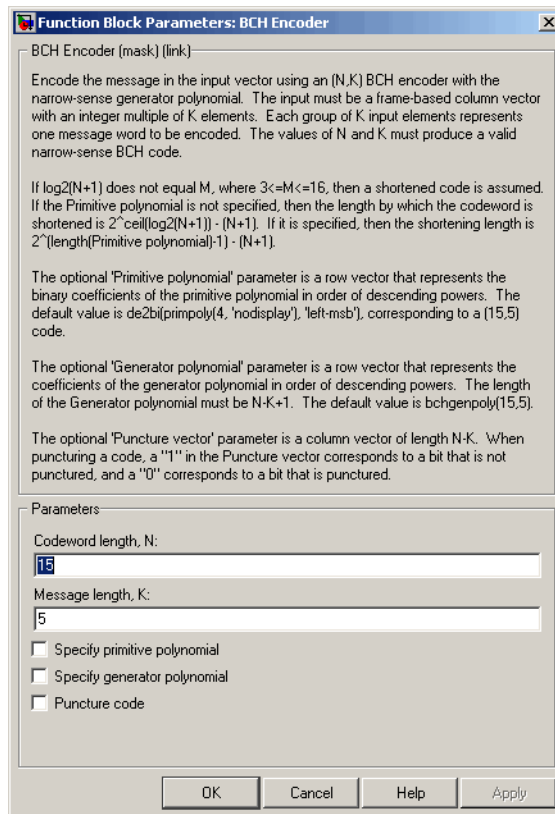 Function Block Parameters: BCH Encoder
BCH Encoder (mask) (link)
Encode the message in the input vector using an (N,K) BCH encoder with the
narrow-sense generator polynomial.  The input must be a frame-based column vector
with an integer multiple of K elements.  Each group of K input elements represents
one message word to be encoded.  The values of N and K must produce a valid
narrow-sense BCH code.
If log2(N+1) does not equal M, where 3<=M<=16, then a shortened code is assumed.
If the Primitive polynomial is not specified, then the length by which the codeword is
shortened is 2^ceil(log2(N+1)) - (N+1).  If it is specified, then the shortening length is
2^(length(Primitive polynomial)-1) - (N+1).
The optional 'Primitive polynomial' parameter is a row vector that represents the
binary coefficients of the primitive polynomial in order of descending powers.  The
default value is de2bi(primpoly(4, 'nodisplay'), 'left-msb'), corresponding to a (15,5)
code.
The optional 'Generator polynomial' parameter is a row vector that represents the
coefficients of the generator polynomial in order of descending powers.  The length
of the Generator polynomial must be N-K+1.  The default value is bchgenpoly(15,5).
The optional 'Puncture vector' parameter is a column vector of length N-K.  When
puncturing a code, a "1" in the Puncture vector corresponds to a bit that is not
punctured, and a "0" corresponds to a bit that is punctured.
Parameters
Codeword length, N:
15
Message length, K:
5
Specify primitive polynomial
Specify generator polynomial
Puncture code
OK Cancel Help Apply